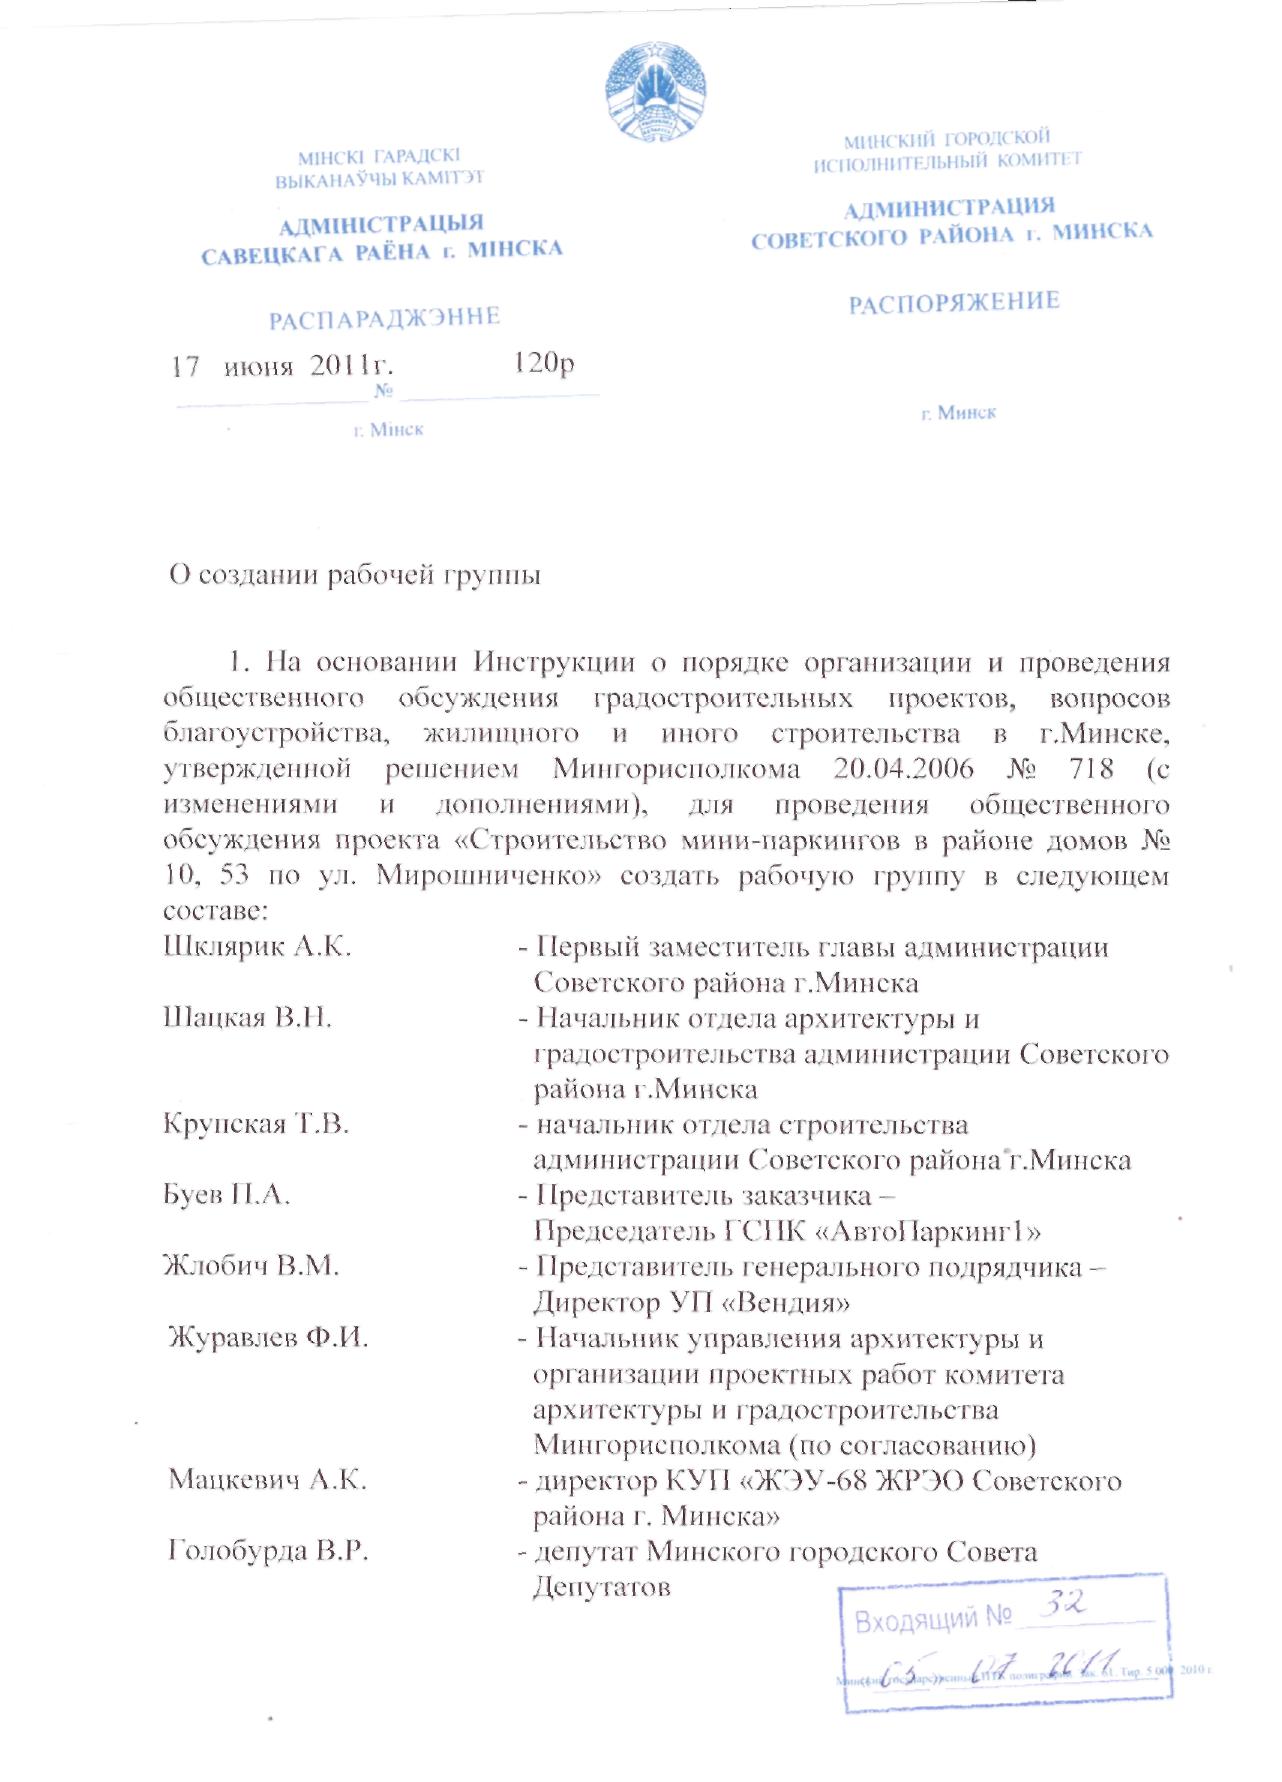 МІНСКІ ГАРАДСКІ
ВЫКАНАЎЧЫ КАМІТЭТ
АДМІНІСТРАЦЫЯ
САВЕЦКАГА РАЁНА г. МІНСКА
РАСПАРАДЖЭННЕ
МИНСКИЙ ГОРОДСКОЙ
ИСПОЛНИТЕЛЬНЫЙ КОМИТЕТ
АДМИНИСТРАЦИЯ
СОВЕТСКОГО РАЙОНА г. МИНСКА
РАСПОРЯЖЕНИЕ
17 июня 2011г. 120р
№
г. Мінск
г. Минск
О создании рабочей группы
1. На основании Инструкции о порядке организации и проведения
общественного обсуждения градостроительных проектов, вопросов
благоустройства, жилищного и иного строительства в г.Минске,
утвержденной решением Мингорисполкома 20.04.2006 № 718 (с
изменениями и дополнениями), для проведения общественного
обсуждения проекта «Строительство мини-паркингов в районе домов №
10, 53 по ул. Мирошниченко» создать рабочую группу в следующем
составе:
Шклярик А.К. - Первый заместитель главы администрации
Советского района г.Минска
Шацкая В.Н. - Начальник отдела архитектуры и
градостроительства администрации Советского
района г.Минска
Крупская Т.В. - начальник отдела строительства
администрации Советского района г.Минска
Буев П.А. - Представитель заказчика –
Председатель ГСПК «АвтоПаркинг1»
Жлобич В.М. - Представитель генерального подрядчика –
Директор УП «Вендия»
Журавлев Ф.И. - Начальник управления архитектуры и
организации проектных работ комитета
архитектуры и градостроительства
Мингорисполкома (по согласованию)
Мацкевич А.К. - директор КУП «ЖЭУ-68 ЖРЭО Советского
района г. Минска»
Голобурда В.Р. - депутат Минского городского Совета
Депутатов
Входящий № 32
05 07 2011
Тир. 5 000 2010 г.